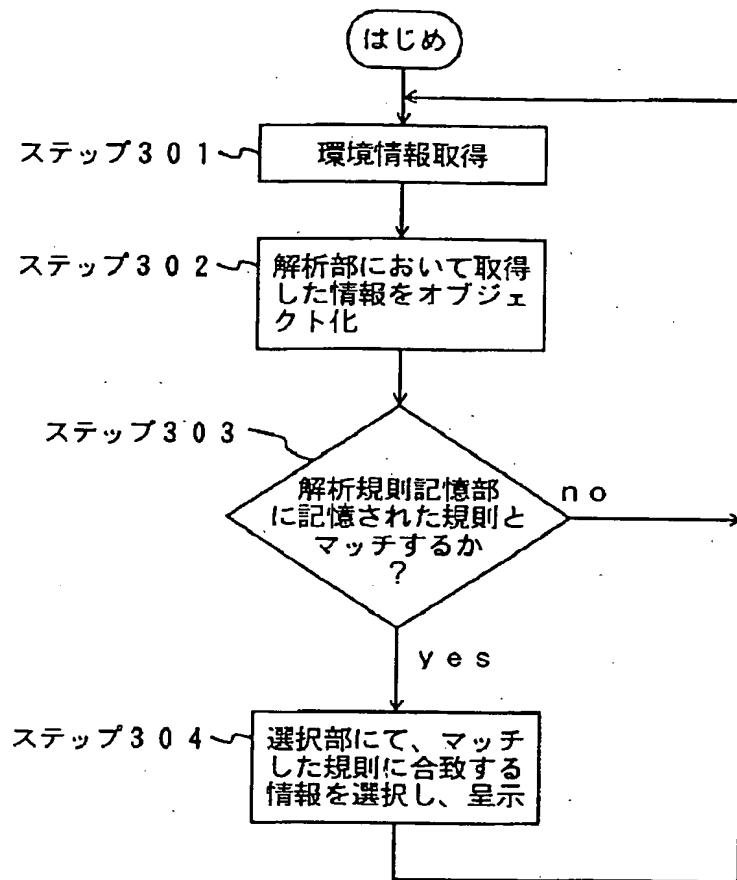 はじめ
ステップ３０１
環境情報取得
ステップ３０２
解析部において取得
した情報をオブジェ
クト化
ステップ３０３
解析規則記憶部
に記憶された規則と
マッチするか
？
ｎｏ
ｙｅｓ
ステップ３０４
選択部にて、マッチ
した規則に合致する
情報を選択し、呈示